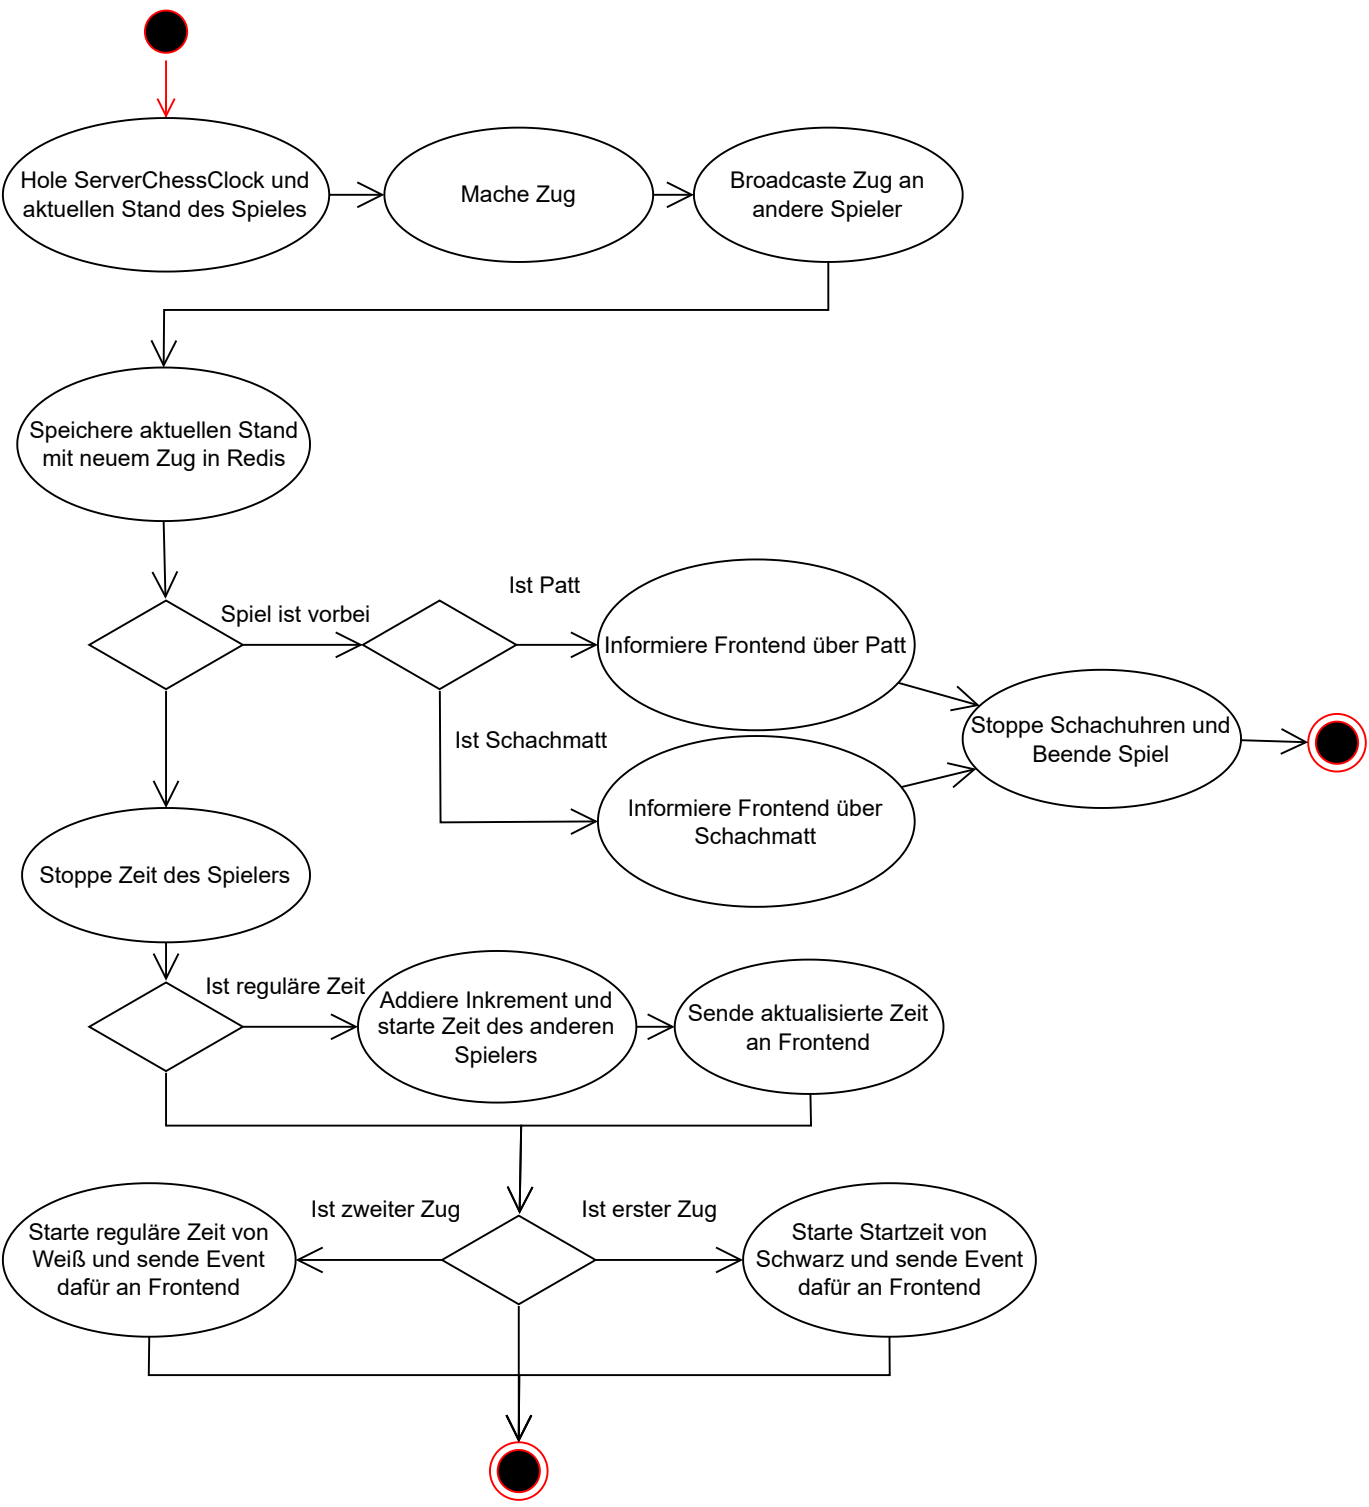 Hole ServerChessClock und
aktuellen Stand des Spieles
Mache Zug
Broadcaste Zug an
andere Spieler
Speichere aktuellen Stand
mit neuem Zug in Redis
Spiel ist vorbei
Ist Patt
Informiere Frontend über Patt
Ist Schachmatt
Informiere Frontend über
Schachmatt
Stoppe Schachuhren und
Beende Spiel
Stoppe Zeit des Spielers
Ist reguläre Zeit
Addiere Inkrement und
starte Zeit des anderen
Spielers
Sende aktualisierte Zeit
an Frontend
Ist zweiter Zug
Ist erster Zug
Starte reguläre Zeit von
Weiß und sende Event
dafür an Frontend
Starte Startzeit von
Schwarz und sende Event
dafür an Frontend